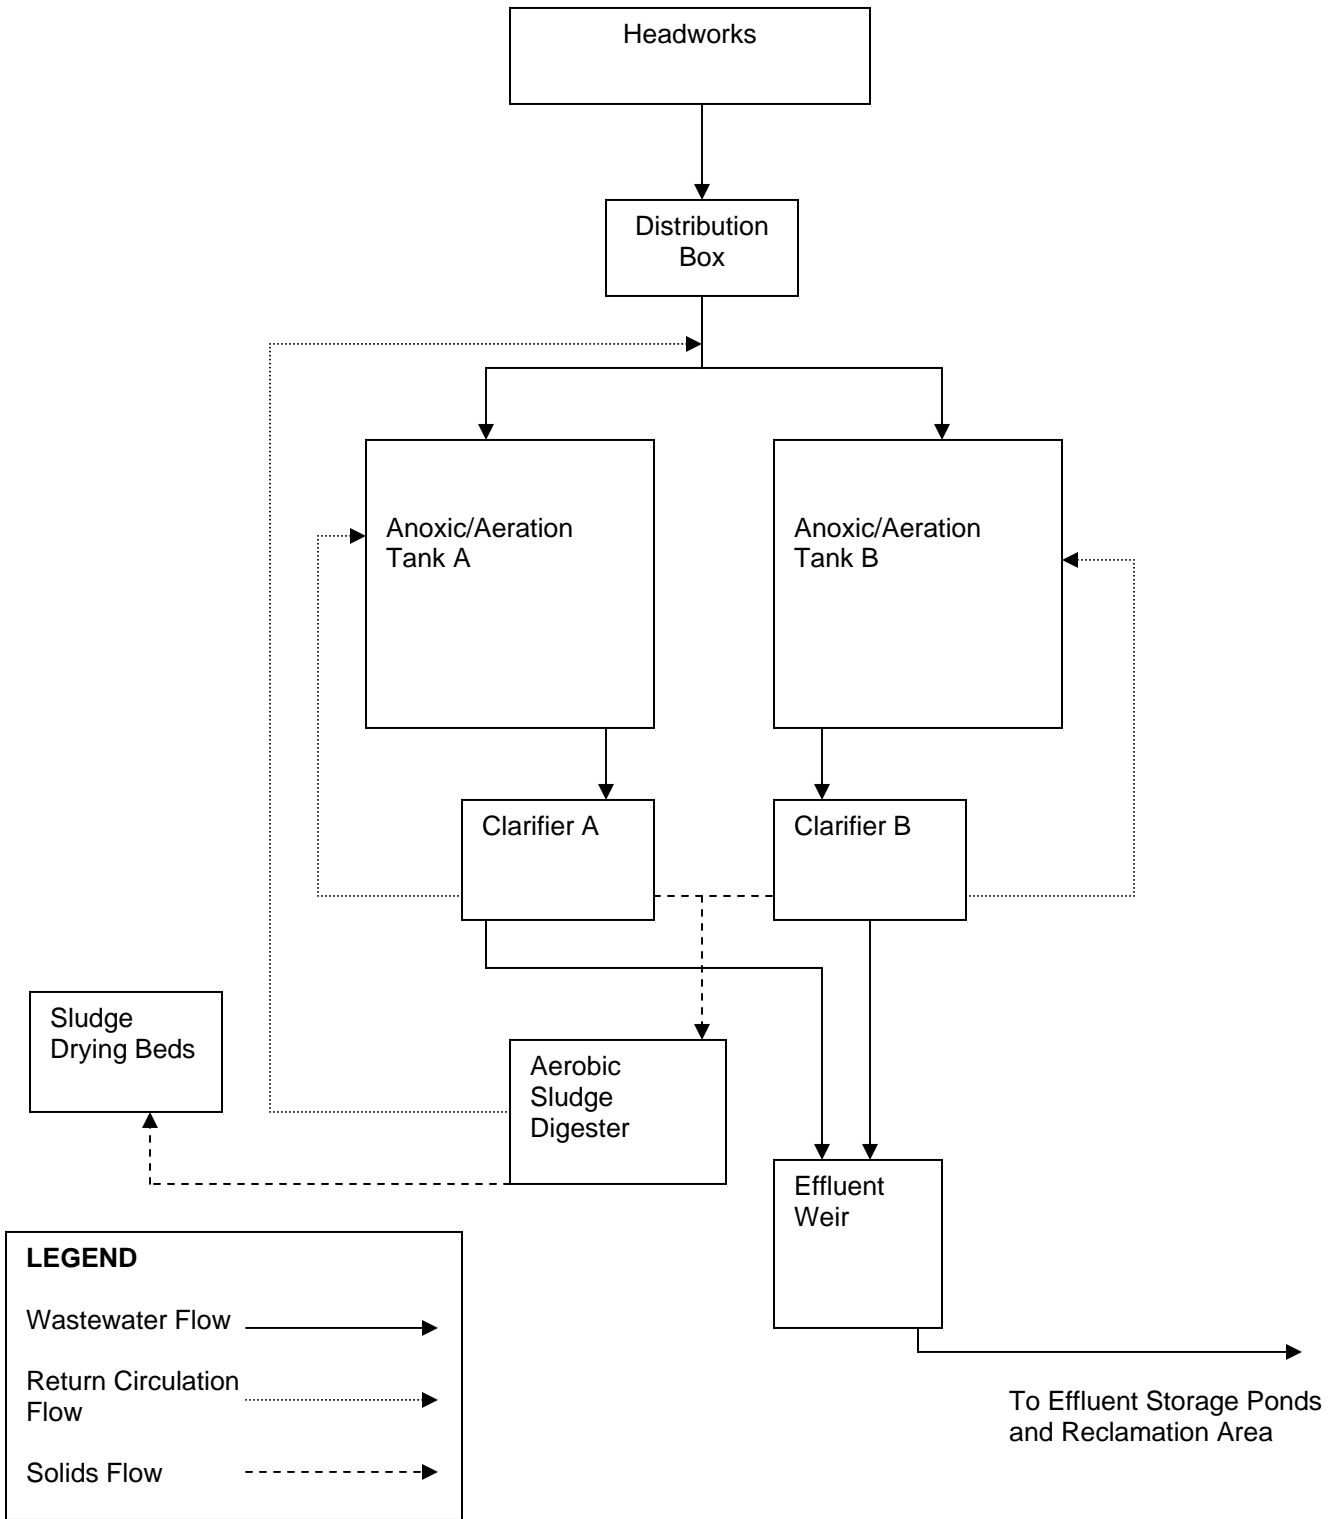 Headworks
Distribution
Box
Anoxic/Aeration
Tank A
Anoxic/Aeration
Tank B
Clarifier A
Clarifier B
Sludge
Drying Beds
Aerobic
Sludge
Digester
Effluent
Weir
LEGEND
Wastewater Flow
Return Circulation
Flow
Solids Flow
To Effluent Storage Ponds
and Reclamation Area